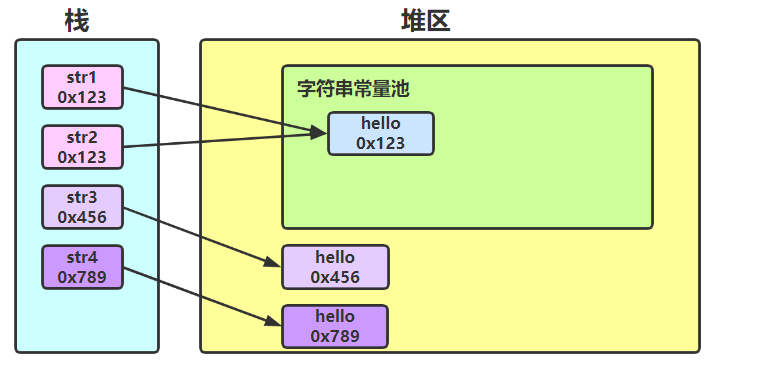 栈
堆区
str1
0x123
str2
0x123
str3
0x456
str4
0x789
字符串常量池
hello
0x123
hello
0x456
hello
0x789